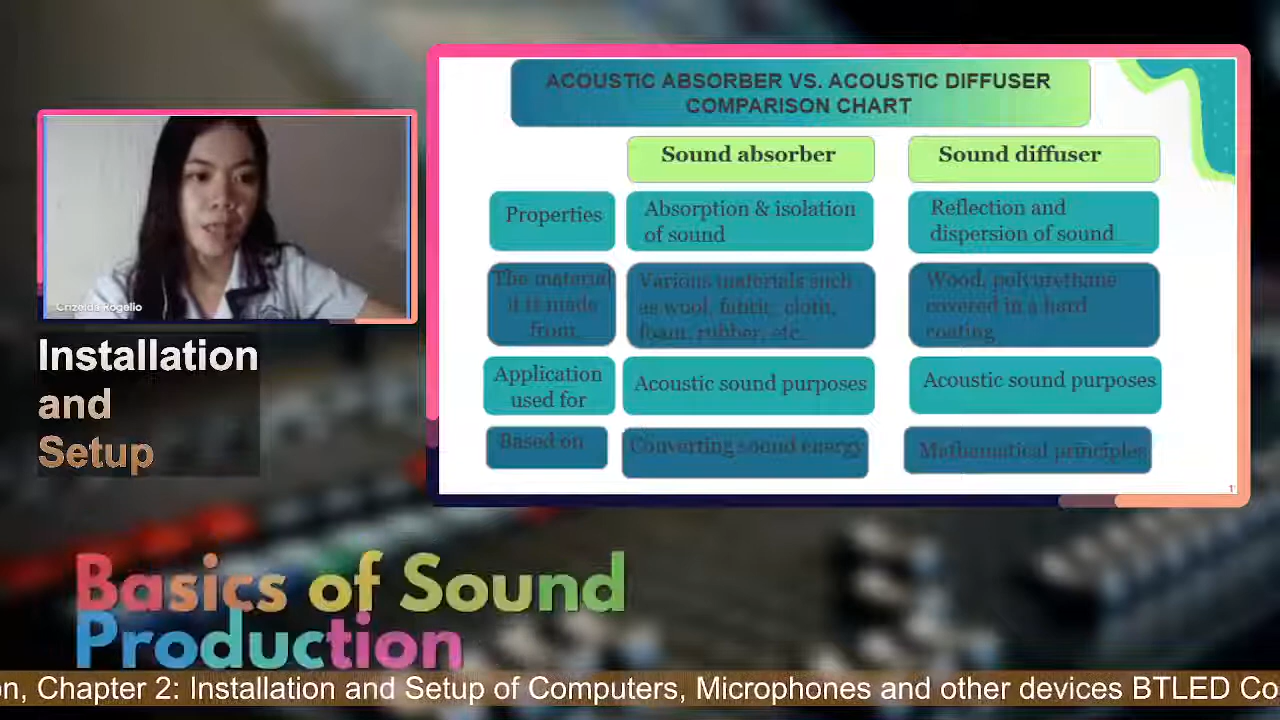 ACOUSTIC ABSORBER VS. ACOUSTIC DIFFUSER
COMPARISON CHART
Sound absorber
Sound diffuser
Properties
Absorption & isolation
of sound
Reflection and
dispersion of sound
The material
it is made
from
Various materials such
as wool, fabric, cloth,
foam, rubber, etc.
Wood, polyurethane
covered in a hard
coating
Application
used for
Acoustic sound purposes
Acoustic sound purposes
Based on
Converting sound energy
Mathematical principles
Crizelda Rogelio
Installation
and
Setup
Basics of Sound
Production
on, Chapter 2: Installation and Setup of Computers, Microphones and other devices BTLED Co